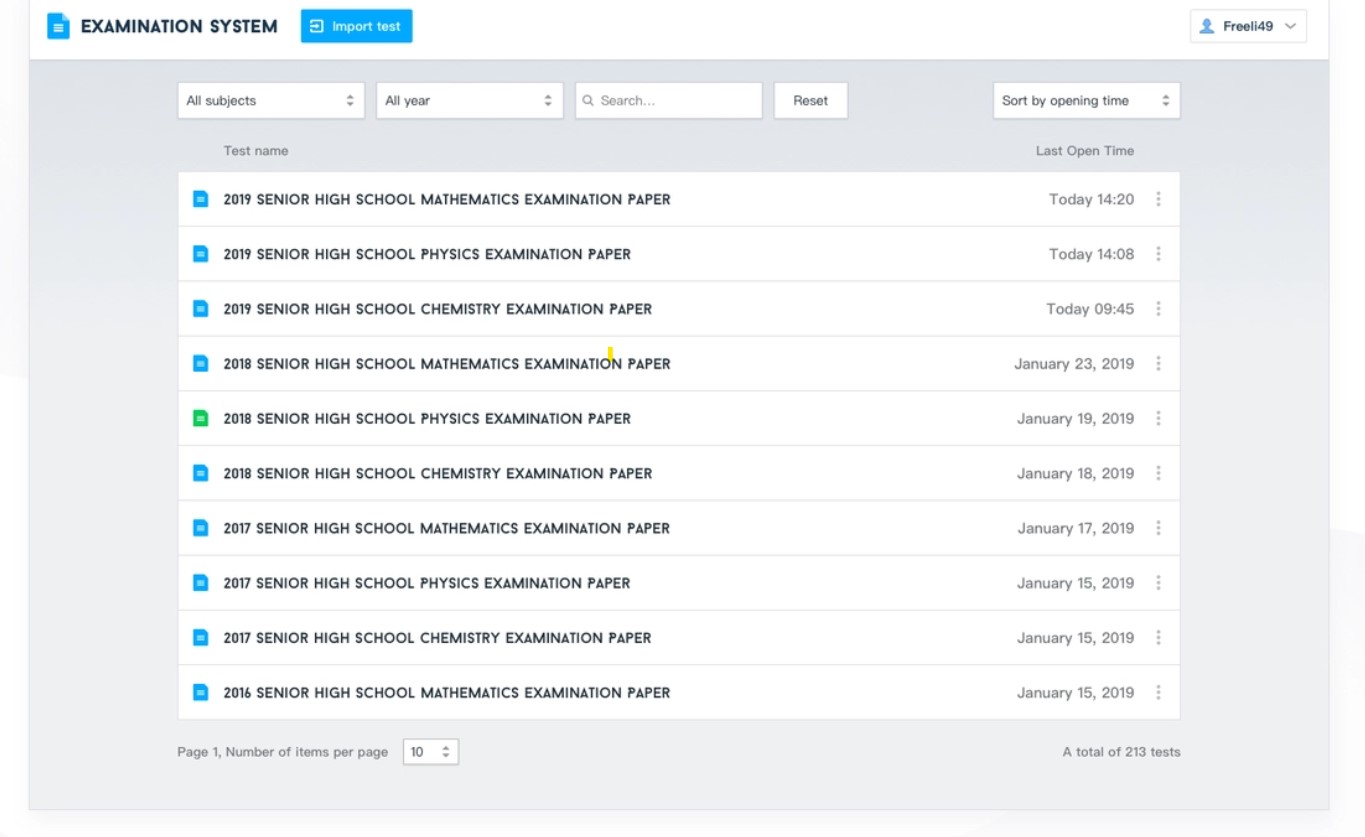 EXAMINATION SYSTEM Import test Freeli49
All subjects All year Search... Reset Sort by opening time
Test name Last Open Time
2019 SENIOR HIGH SCHOOL MATHEMATICS EXAMINATION PAPER Today 14:20
2019 SENIOR HIGH SCHOOL PHYSICS EXAMINATION PAPER Today 14:08
2019 SENIOR HIGH SCHOOL CHEMISTRY EXAMINATION PAPER Today 09:45
2018 SENIOR HIGH SCHOOL MATHEMATICS EXAMINATION PAPER January 23, 2019
2018 SENIOR HIGH SCHOOL PHYSICS EXAMINATION PAPER January 19, 2019
2018 SENIOR HIGH SCHOOL CHEMISTRY EXAMINATION PAPER January 18, 2019
2017 SENIOR HIGH SCHOOL MATHEMATICS EXAMINATION PAPER January 17, 2019
2017 SENIOR HIGH SCHOOL PHYSICS EXAMINATION PAPER January 15, 2019
2017 SENIOR HIGH SCHOOL CHEMISTRY EXAMINATION PAPER January 15, 2019
2016 SENIOR HIGH SCHOOL MATHEMATICS EXAMINATION PAPER January 15, 2019
Page 1, Number of items per page 10 A total of 213 tests